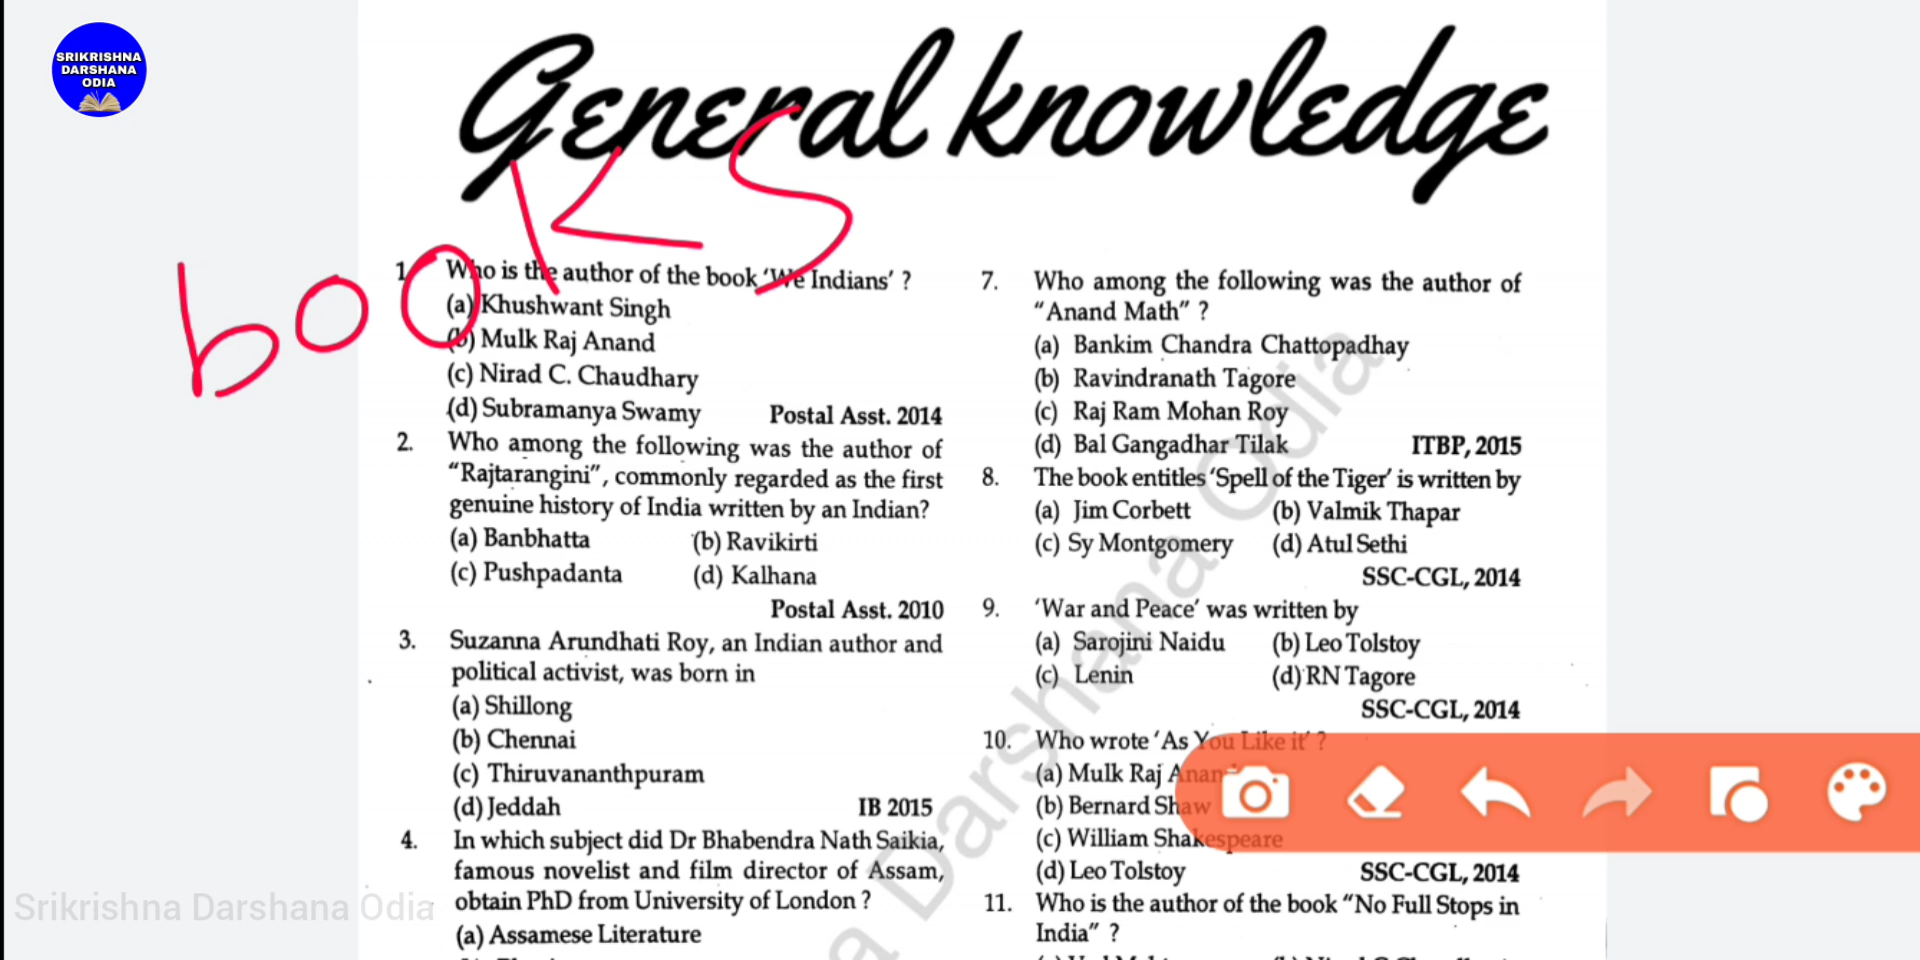 SRIKRISHNA
DARSHANA
ODIA
General knowledge
books
1. Who is the author of the book 'We Indians' ?
(a) Khushwant Singh
(b) Mulk Raj Anand
(c) Nirad C. Chaudhary
(d) Subramanya Swamy Postal Asst. 2014
2. Who among the following was the author of
"Rajtarangini", commonly regarded as the first
genuine history of India written by an Indian?
(a) Banbhatta (b) Ravikirti
(c) Pushpadanta (d) Kalhana
Postal Asst. 2010
3. Suzanna Arundhati Roy, an Indian author and
political activist, was born in
(a) Shillong
(b) Chennai
(c) Thiruvananthpuram
(d) Jeddah IB 2015
4. In which subject did Dr Bhabendra Nath Saikia,
famous novelist and film director of Assam,
obtain PhD from University of London ?
(a) Assamese Literature
7. Who among the following was the author of
"Anand Math" ?
(a) Bankim Chandra Chattopadhay
(b) Ravindranath Tagore
(c) Raj Ram Mohan Roy
(d) Bal Gangadhar Tilak ITBP, 2015
8. The book entitles 'Spell of the Tiger' is written by
(a) Jim Corbett (b) Valmik Thapar
(c) Sy Montgomery (d) Atul Sethi
SSC-CGL, 2014
9. 'War and Peace' was written by
(a) Sarojini Naidu (b) Leo Tolstoy
(c) Lenin (d) RN Tagore
SSC-CGL, 2014
10. Who wrote 'As You Like it' ?
(a) Mulk Raj Anand
(b) Bernard Shaw
(c) William Shakespeare
(d) Leo Tolstoy SSC-CGL, 2014
11. Who is the author of the book "No Full Stops in
India" ?
a Darshana Odia
Srikrishna Darshana Odia